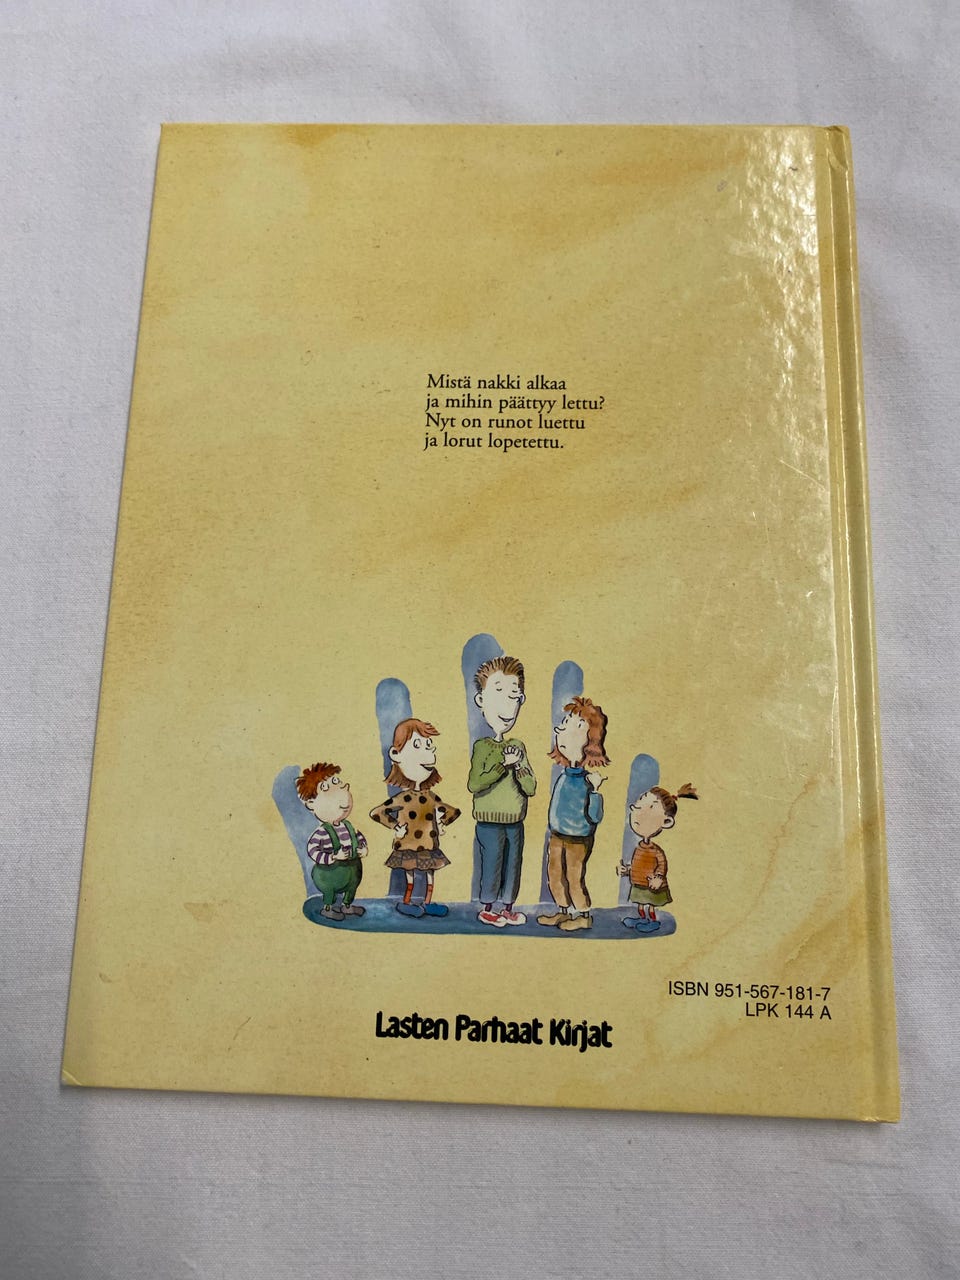 Mistä nakki alkaa
ja mihin päättyy lettu?
Nyt on runot luettu
ja lorut lopetettu.
ISBN 951-567-181-7
LPK 144 A
Lasten Parhaat Kirjat